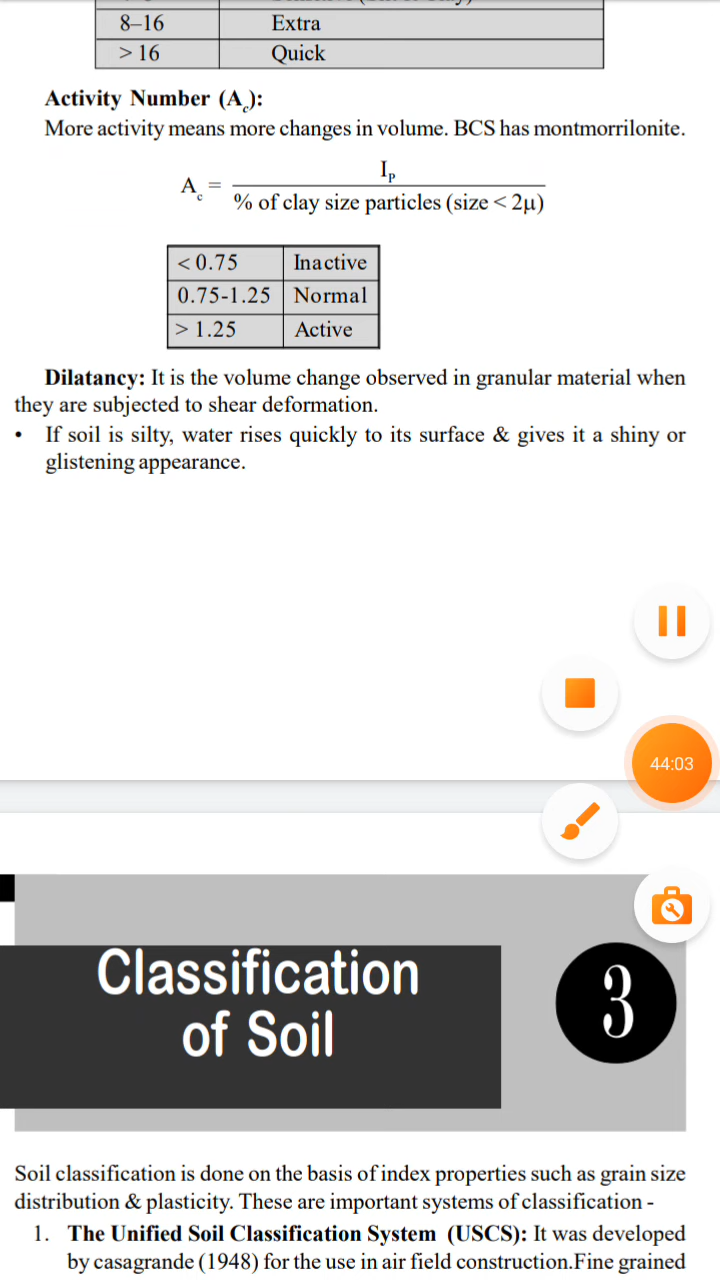 8–16 Extra
> 16 Quick
Activity Number (Ac):
More activity means more changes in volume. BCS has montmorrilonite.
Ac = Ip
% of clay size particles (size < 2μ)
< 0.75 Inactive
0.75-1.25 Normal
> 1.25 Active
Dilatancy: It is the volume change observed in granular material when
they are subjected to shear deformation.
• If soil is silty, water rises quickly to its surface & gives it a shiny or
glistening appearance.
44:03
Classification
of Soil
3
Soil classification is done on the basis of index properties such as grain size
distribution & plasticity. These are important systems of classification -
1. The Unified Soil Classification System (USCS): It was developed
by casagrande (1948) for the use in air field construction.Fine grained